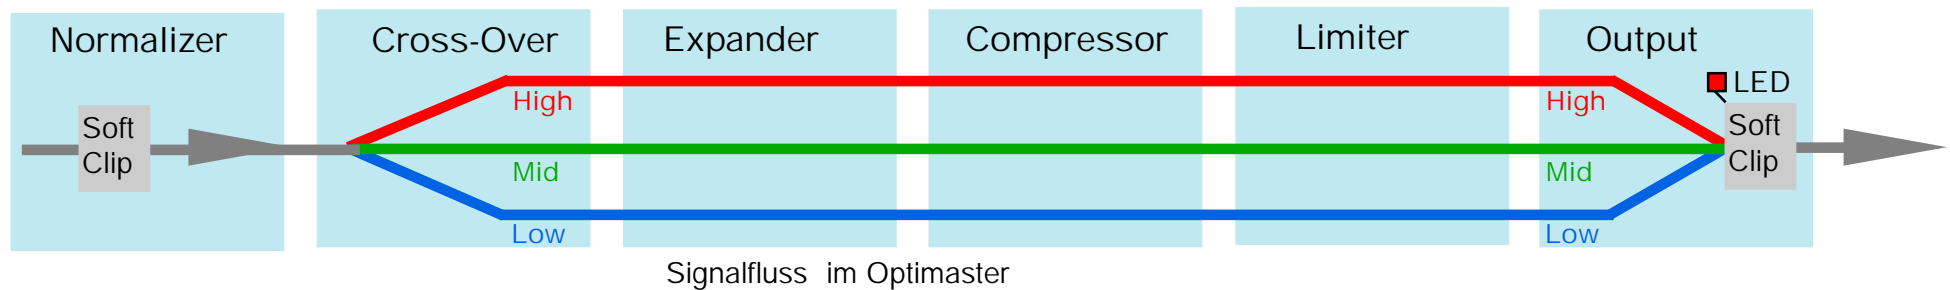 Normalizer
Cross-Over
Expander
Compressor
Limiter
Output
LED
High
High
Soft
Clip
Soft
Clip
Mid
Mid
Low
Low
Signalfluss im Optimaster